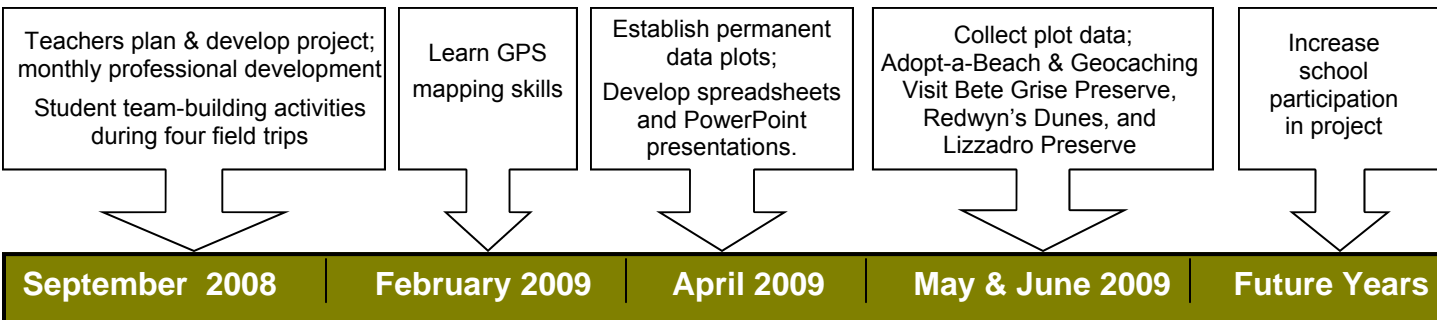 Teachers plan & develop project;
monthly professional development
Student team-building activities
during four field trips
Learn GPS
mapping skills
Establish permanent
data plots;
Develop spreadsheets
and PowerPoint
presentations.
Collect plot data;
Adopt-a-Beach & Geocaching
Visit Bete Grise Preserve,
Redwyn’s Dunes, and
Lizzadro Preserve
Increase
school
participation
in project
September 2008
February 2009
April 2009
May & June 2009
Future Years